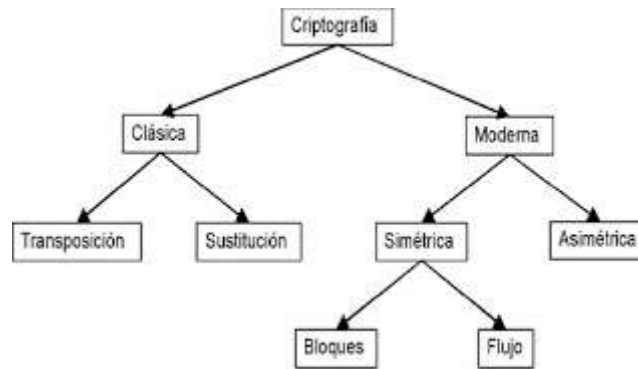 Criptografía
Clásica
Moderna
Transposición
Sustitución
Simétrica
Asimétrica
Bloques
Flujo